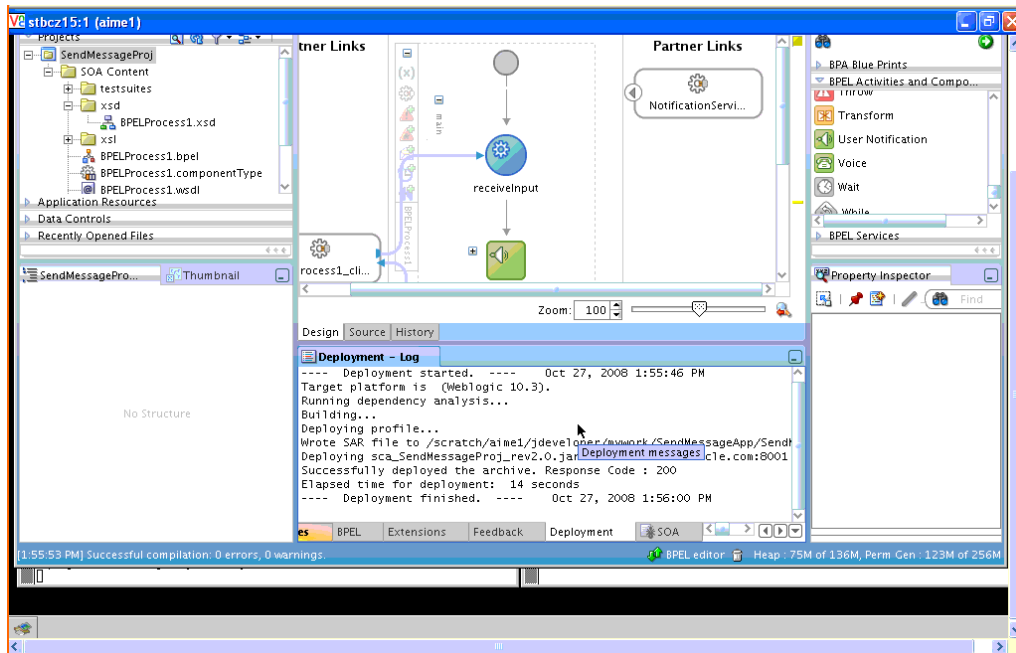 stbcz15:1 (aime1)
Projects
SendMessageProj
SOA Content
testsuites
xsd
BPELProcess1.xsd
xsl
BPELProcess1.bpel
BPELProcess1.componentType
BPELProcess1.wsdl
Application Resources
Data Controls
Recently Opened Files
SendMessagePro...
Thumbnail
No Structure
tner Links
main
receiveInput
BPELProcess1
rocess1_cli...
Partner Links
NotificationServi...
Zoom: 100
Design Source History
Deployment - Log
---- Deployment started. ---- Oct 27, 2008 1:55:46 PM
Target platform is (Weblogic 10.3).
Running dependency analysis...
Building...
Deploying profile...
Wrote SAR file to /scratch/aime1/jdeveloper/mywork/SendMessageApp/Send
Deploying sca_SendMessageProj_rev2.0.jar cle.com:8001
Deployment messages
Successfully deployed the archive. Response Code : 200
Elapsed time for deployment: 14 seconds
---- Deployment finished. ---- Oct 27, 2008 1:56:00 PM
es BPEL Extensions Feedback Deployment SOA
BPA Blue Prints
BPEL Activities and Compo...
Throw
Transform
User Notification
Voice
Wait
While
BPEL Services
Property Inspector
Find
[1:55:53 PM] Successful compilation: 0 errors, 0 warnings.
BPEL editor Heap : 75M of 136M, Perm Gen : 123M of 256M